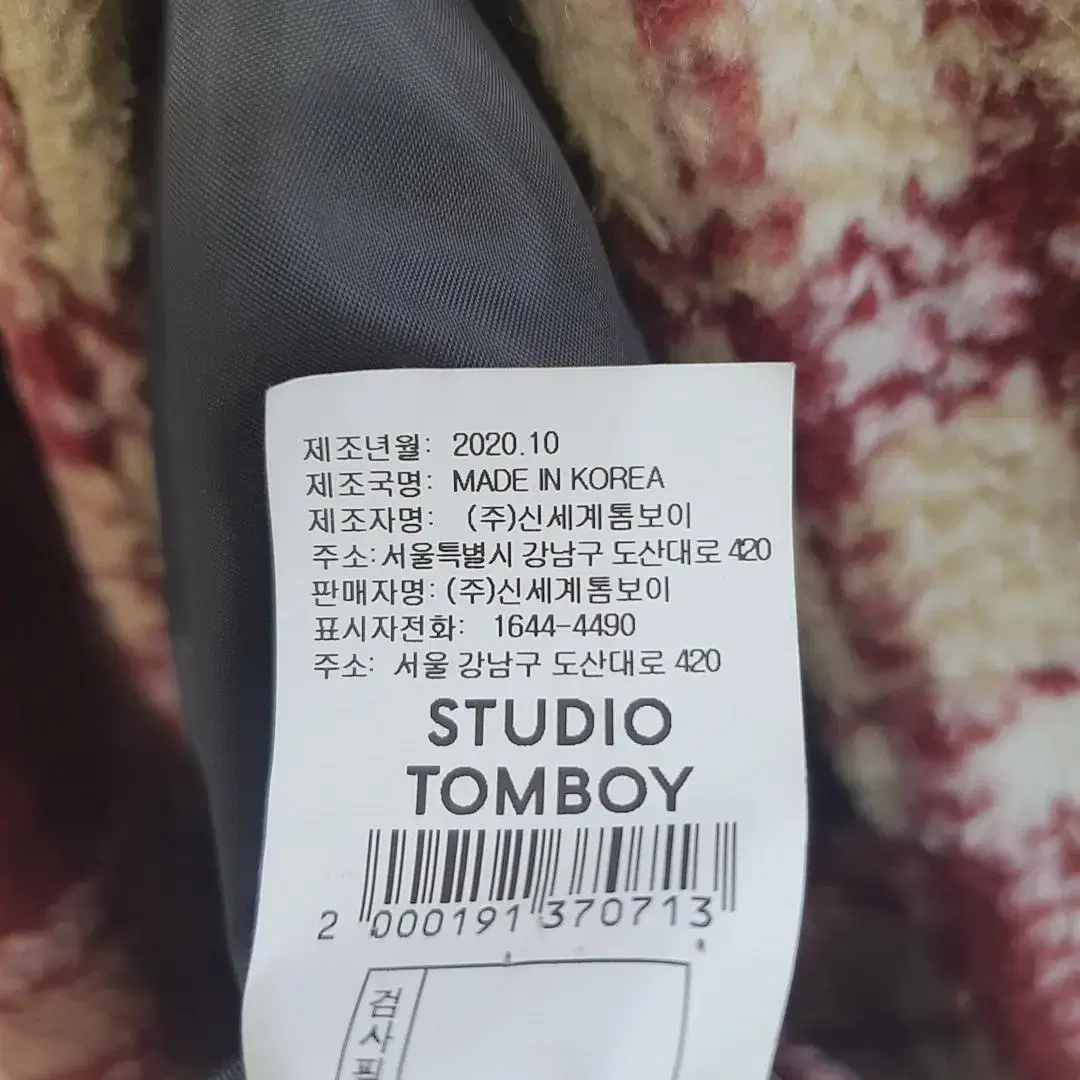 제조년월: 2020.10
제조국명: MADE IN KOREA
제조자명: (주)신세계톰보이
주소:서울특별시 강남구 도산대로 420
판매자명: (주)신세계톰보이
표시자전화: 1644-4490
주소: 서울 강남구 도산대로 420
STUDIO
TOMBOY
2 000191 370713
검사